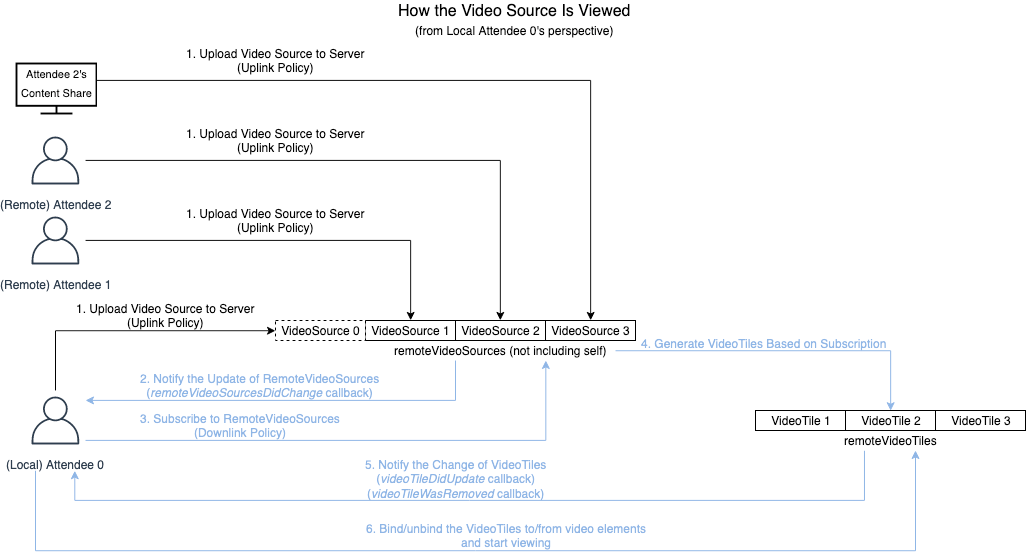 How the Video Source Is Viewed
(from Local Attendee 0's perspective)
1. Upload Video Source to Server
(Uplink Policy)
Attendee 2's
Content Share
1. Upload Video Source to Server
(Uplink Policy)
(Remote) Attendee 2
1. Upload Video Source to Server
(Uplink Policy)
(Remote) Attendee 1
1. Upload Video Source to Server
(Uplink Policy)
VideoSource 0
VideoSource 1
VideoSource 2
VideoSource 3
remoteVideoSources (not including self)
4. Generate VideoTiles Based on Subscription
2. Notify the Update of RemoteVideoSources
(remoteVideoSourcesDidChange callback)
3. Subscribe to RemoteVideoSources
(Downlink Policy)
VideoTile 1
VideoTile 2
VideoTile 3
remoteVideoTiles
(Local) Attendee 0
5. Notify the Change of VideoTiles
(videoTileDidUpdate callback)
(videoTileWasRemoved callback)
6. Bind/unbind the VideoTiles to/from video elements
and start viewing